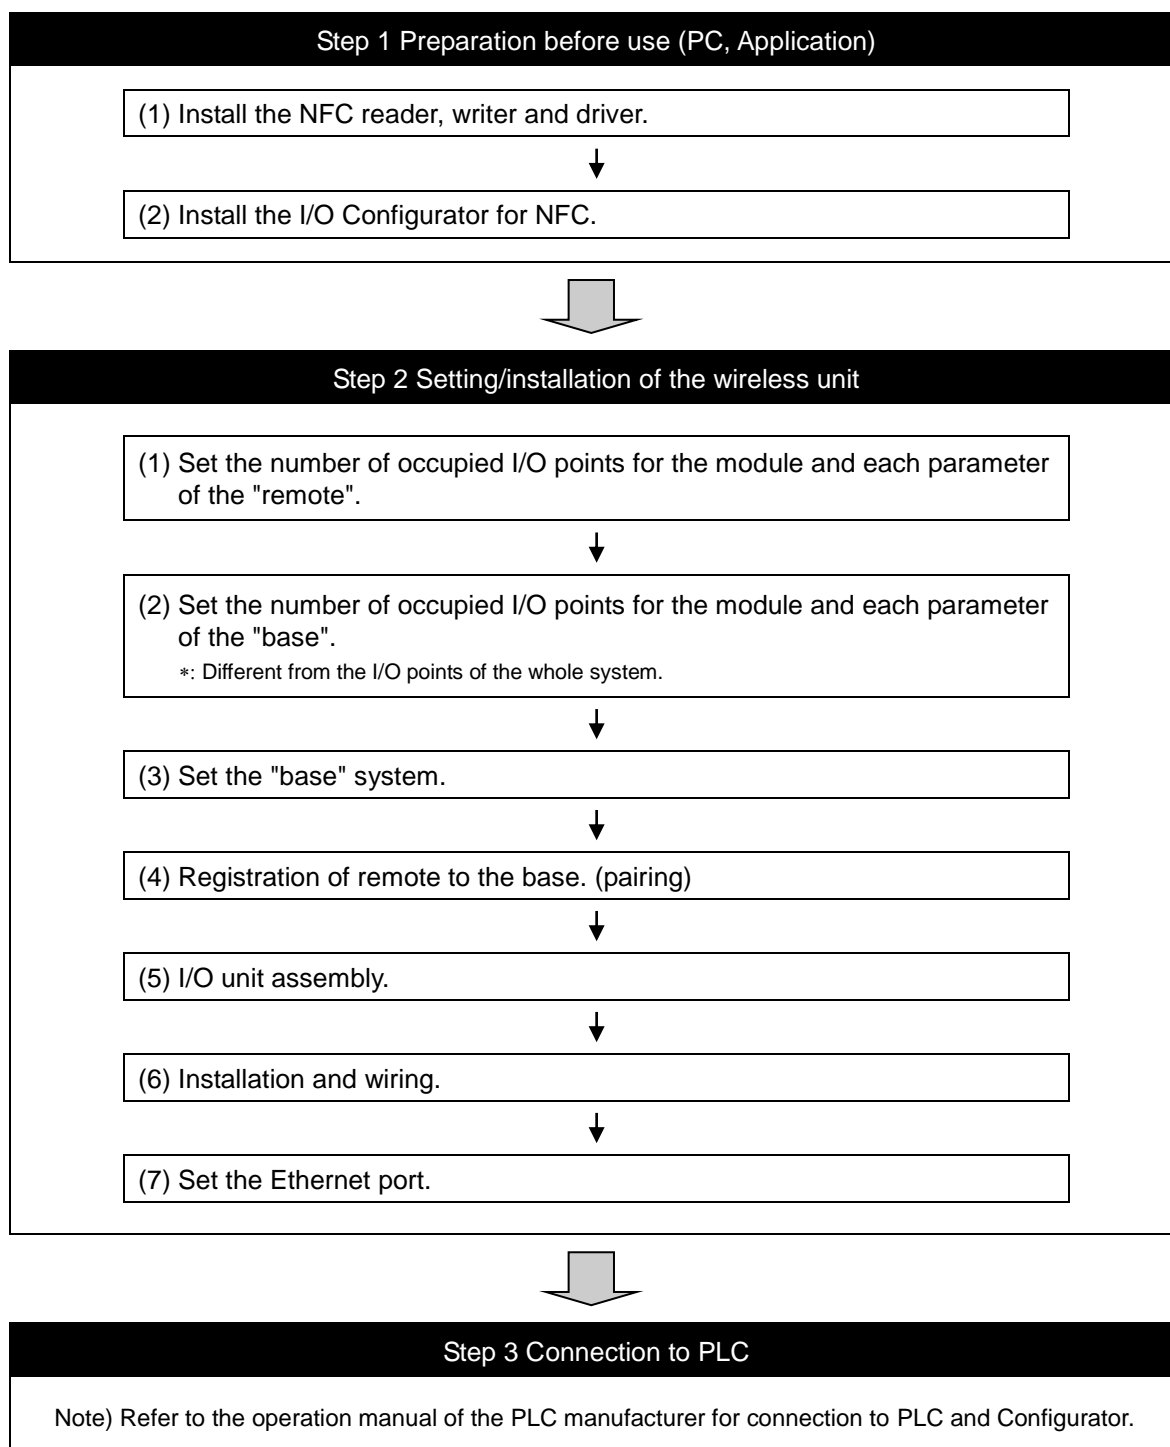 Step 1 Preparation before use (PC, Application)
(1) Install the NFC reader, writer and driver.
(2) Install the I/O Configurator for NFC.
Step 2 Setting/installation of the wireless unit
(1) Set the number of occupied I/O points for the module and each parameter
of the "remote".
(2) Set the number of occupied I/O points for the module and each parameter
of the "base".
*: Different from the I/O points of the whole system.
(3) Set the "base" system.
(4) Registration of remote to the base. (pairing)
(5) I/O unit assembly.
(6) Installation and wiring.
(7) Set the Ethernet port.
Step 3 Connection to PLC
Note) Refer to the operation manual of the PLC manufacturer for connection to PLC and Configurator.